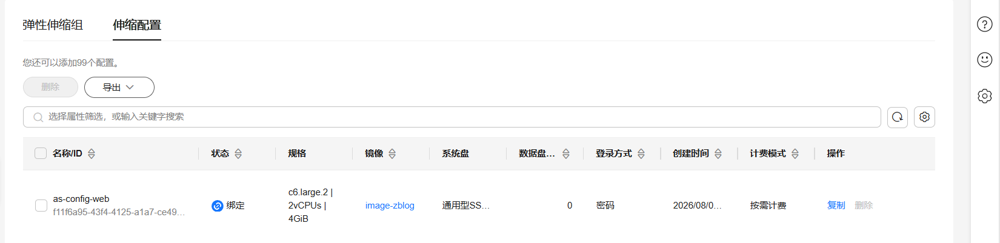 弹性伸缩组 伸缩配置
您还可以添加99个配置。
删除 导出
选择属性筛选，或输入关键字搜索
名称/ID 状态 规格 镜像 系统盘 数据盘... 登录方式 创建时间 计费模式 操作
as-config-web
f11f6a95-43f4-4125-a1a7-ce49...
绑定
c6.large.2 |
2vCPUs |
4GiB
image-zblog 通用型SS... 0 密码 2026/08/0... 按需计费 复制 删除